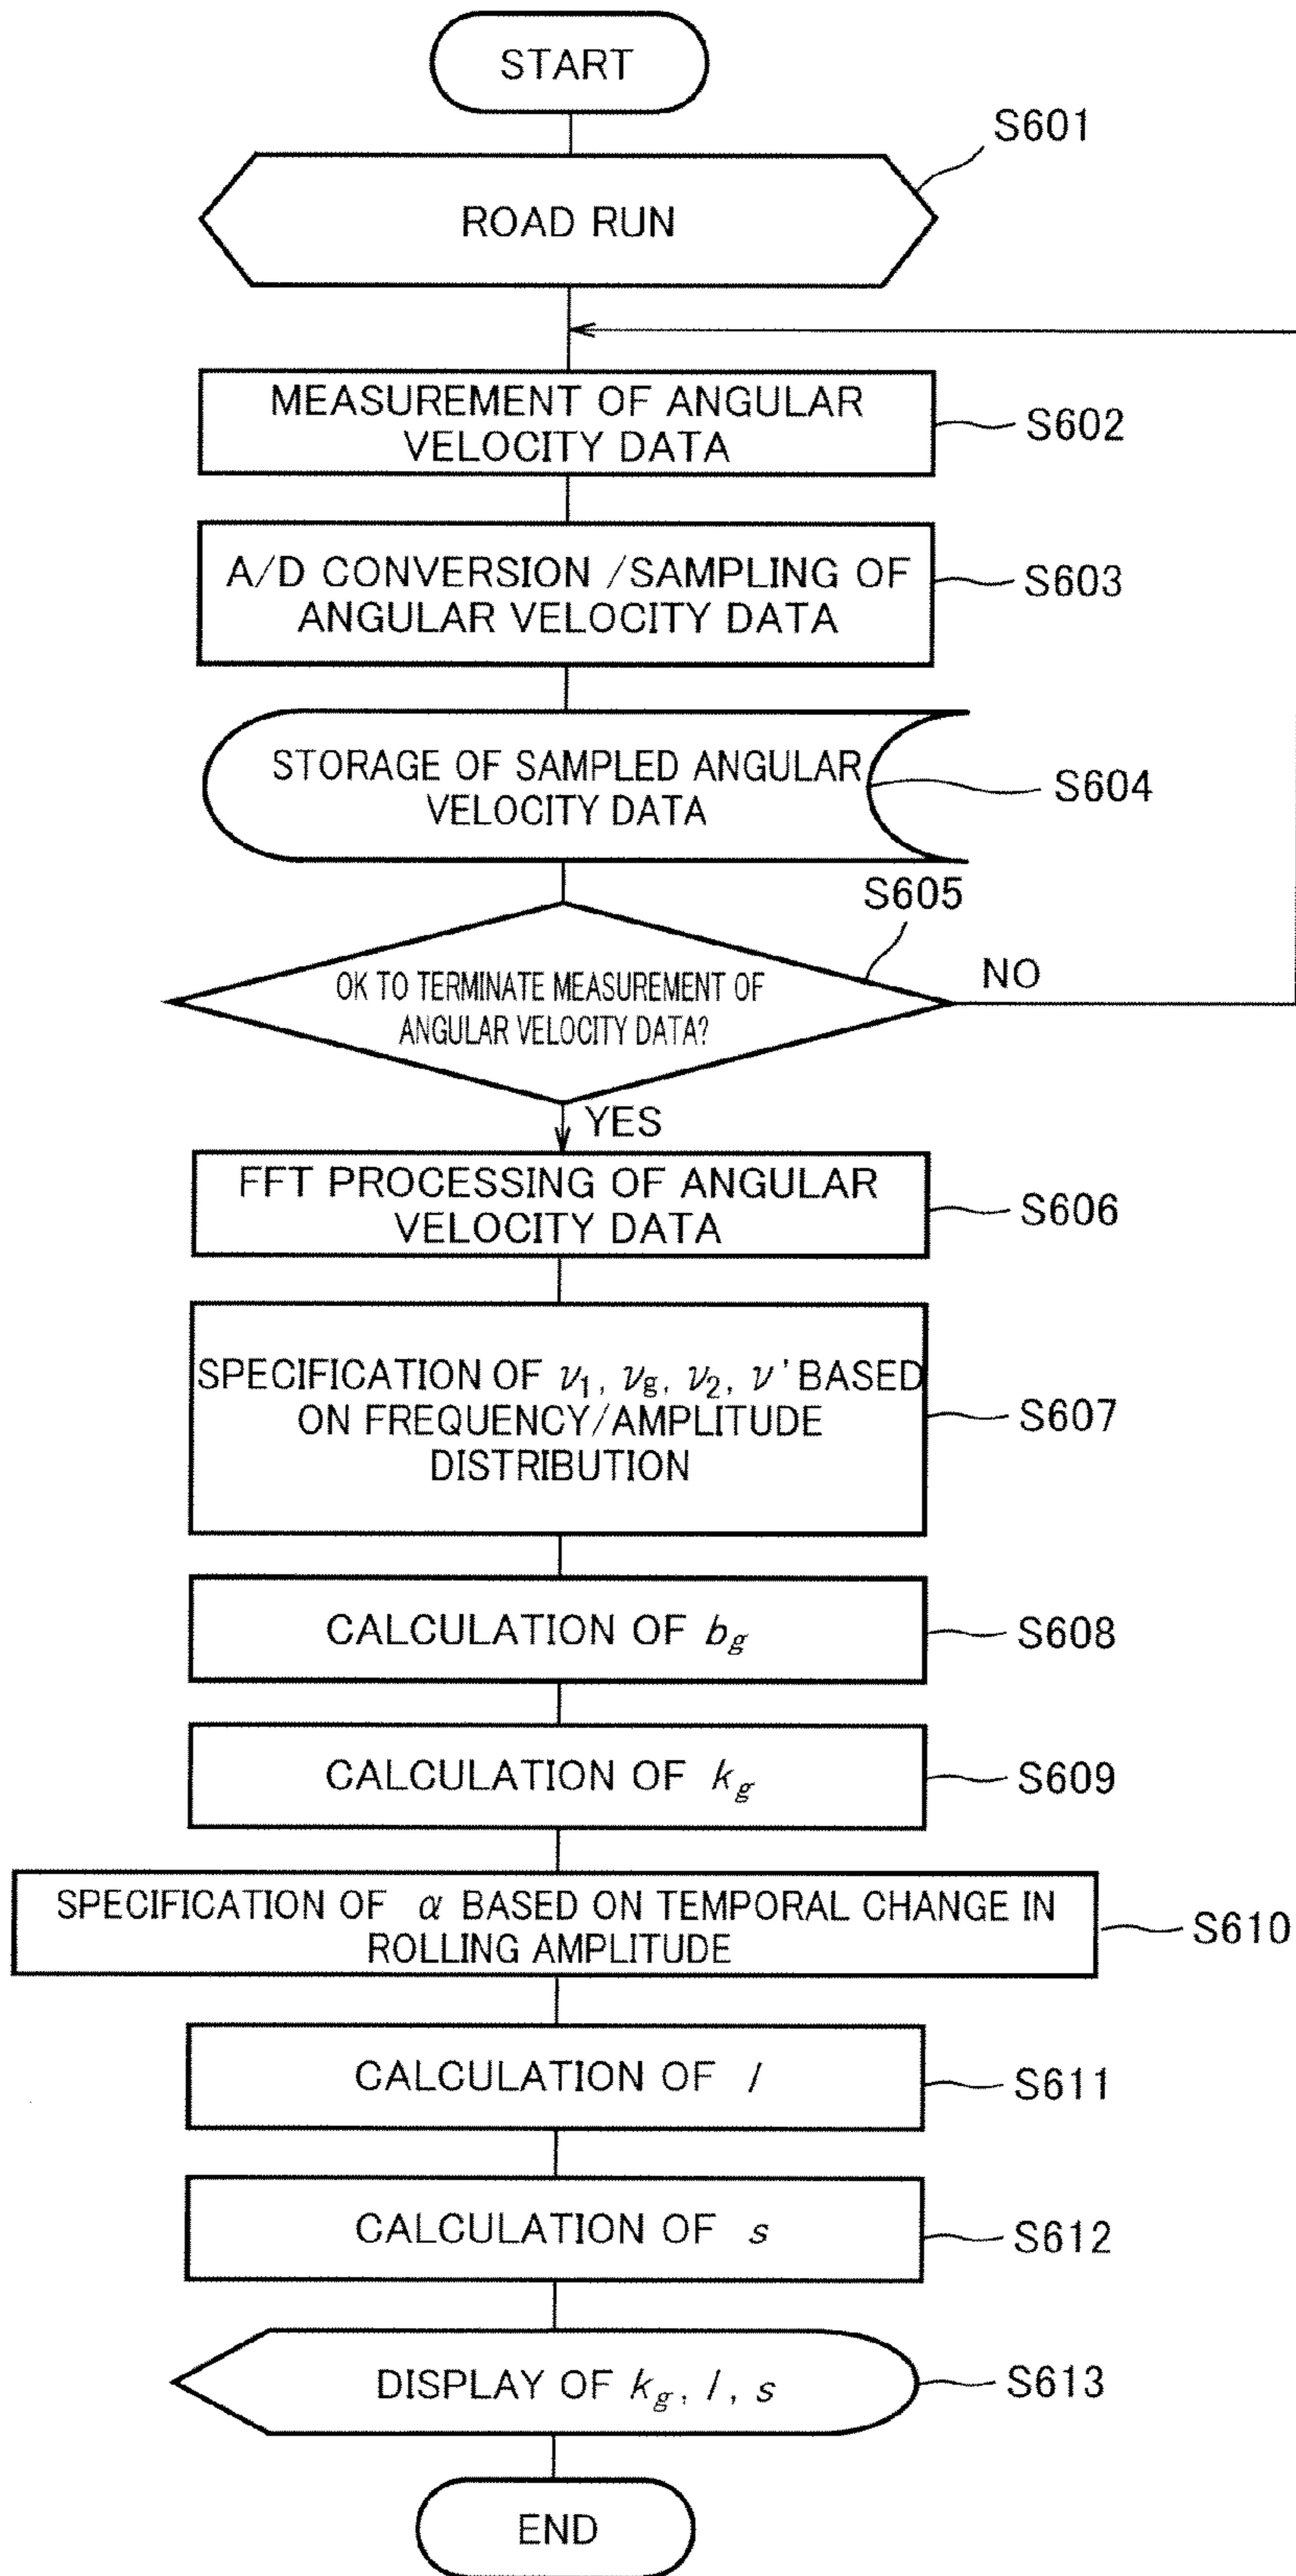 START
S601
ROAD RUN
MEASUREMENT OF ANGULAR
VELOCITY DATA
S602
A/D CONVERSION /SAMPLING OF
ANGULAR VELOCITY DATA
S603
STORAGE OF SAMPLED ANGULAR
VELOCITY DATA
S604
S605
OK TO TERMINATE MEASUREMENT OF
ANGULAR VELOCITY DATA?
NO
YES
FFT PROCESSING OF ANGULAR
VELOCITY DATA
S606
SPECIFICATION OF ν₁, νg, ν₂, ν' BASED
ON FREQUENCY/AMPLITUDE
DISTRIBUTION
S607
CALCULATION OF bg
S608
CALCULATION OF kg
S609
SPECIFICATION OF α BASED ON TEMPORAL CHANGE IN
ROLLING AMPLITUDE
S610
CALCULATION OF l
S611
CALCULATION OF s
S612
DISPLAY OF kg, l, s
S613
END